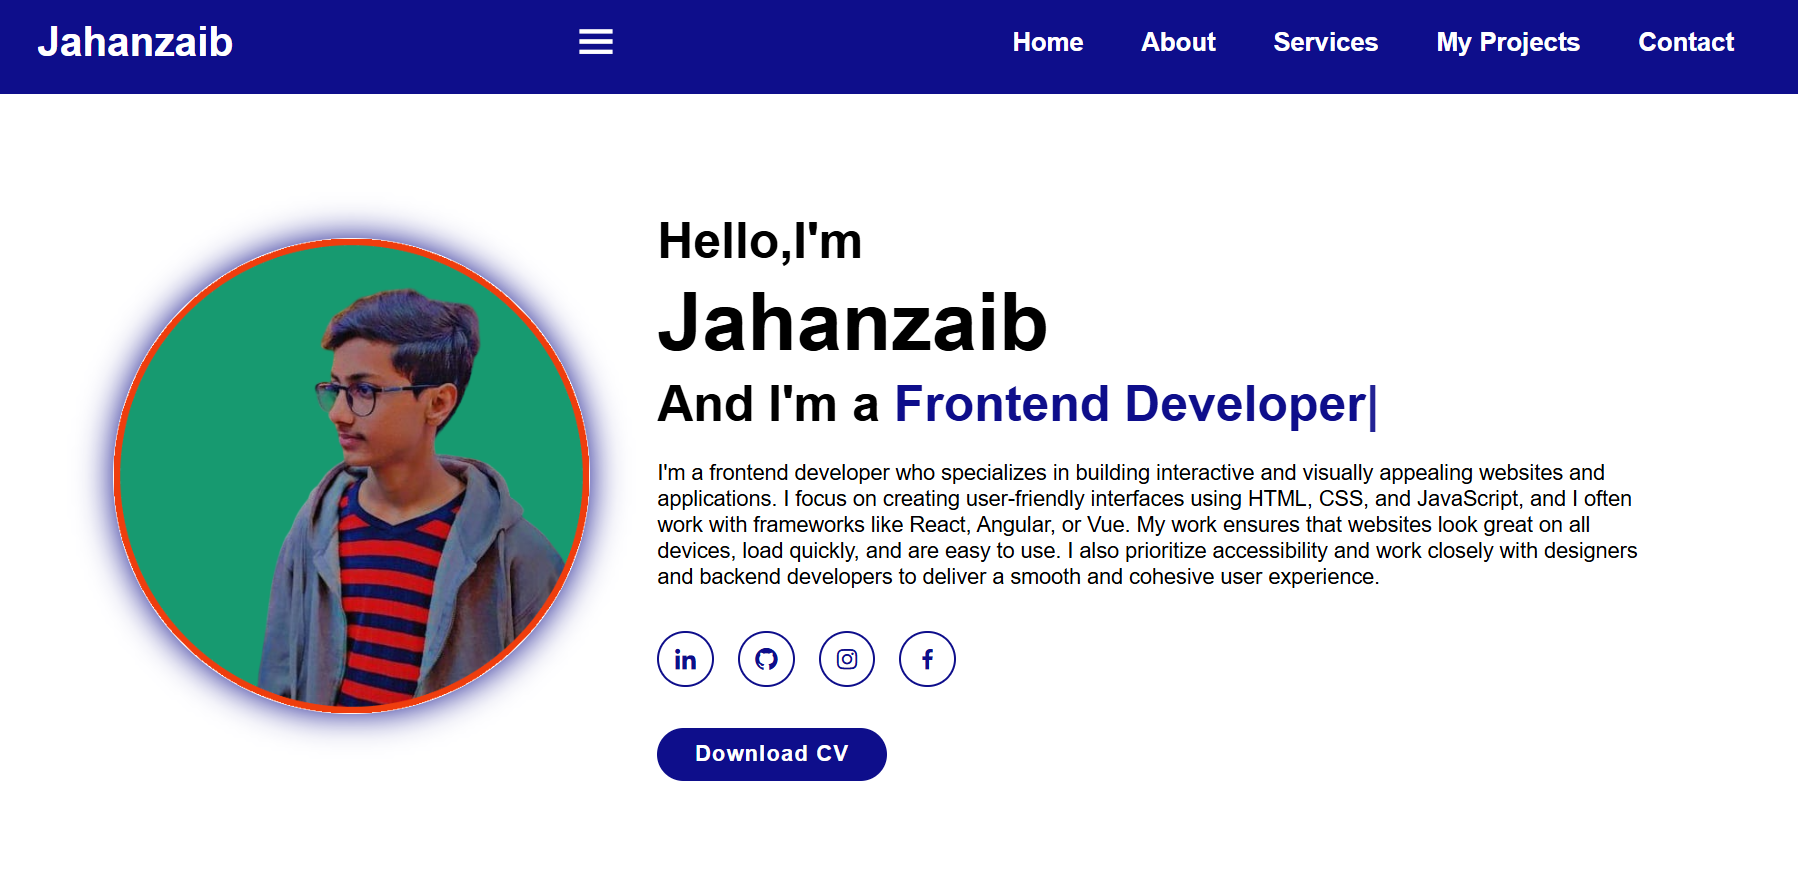 Jahanzaib
Home About Services My Projects Contact
Hello,I'm
Jahanzaib
And I'm a Frontend Developer|
I'm a frontend developer who specializes in building interactive and visually appealing websites and
applications. I focus on creating user-friendly interfaces using HTML, CSS, and JavaScript, and I often
work with frameworks like React, Angular, or Vue. My work ensures that websites look great on all
devices, load quickly, and are easy to use. I also prioritize accessibility and work closely with designers
and backend developers to deliver a smooth and cohesive user experience.
Download CV